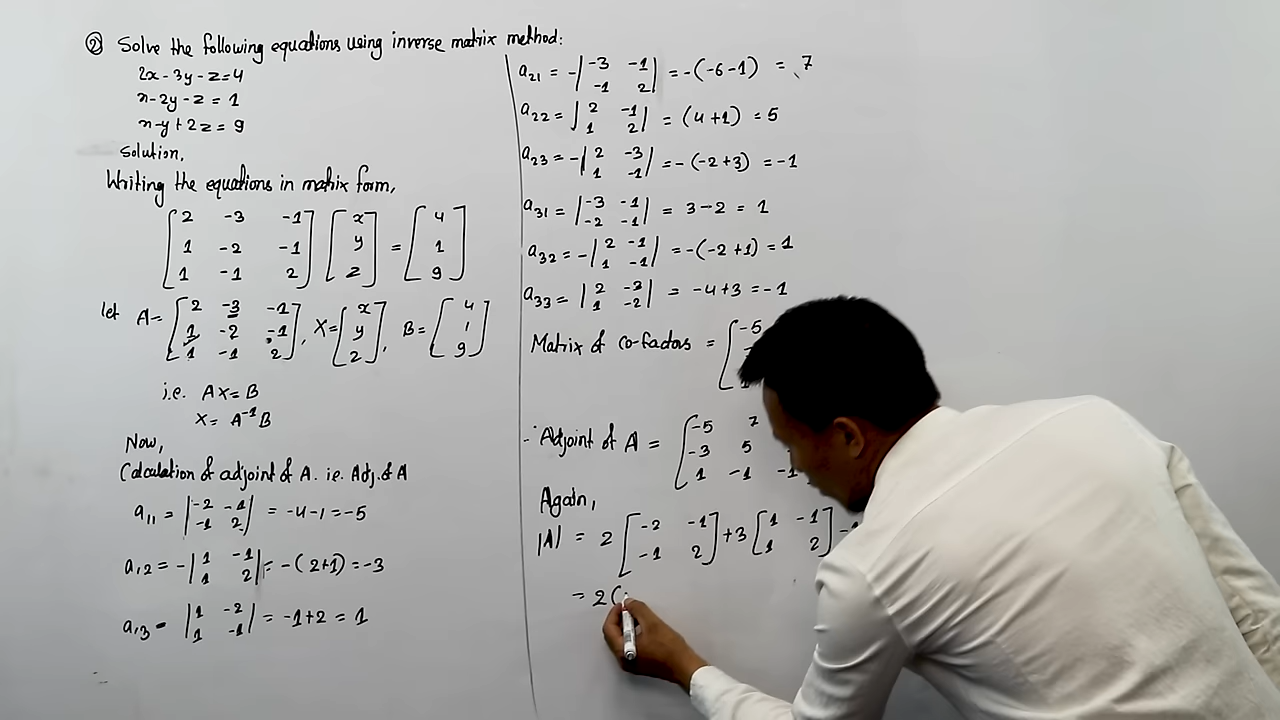 ② Solve the following equations using inverse matrix method:
2x-3y-z=4
x-2y-z=1
x-y+2z=9
Solution,
Writing the equations in matrix form,
[2 -3 -1] [x] [4]
[1 -2 -1] [y] = [1]
[1 -1 2] [z] [9]
let A= [2 -3 -1] , X= [x] , B= [4]
[1 -2 -1] [y] [1]
[1 -1 2] [z] [9]
i.e. AX=B
X= A⁻¹B
Now,
Calculation of adjoint of A. i.e. Adj. of A
a₁₁ = |-2 -1| = -4-1=-5
|-1 2|
a₁₂ = -|1 -1| = -(2+1) =-3
|1 2|
a₁₃ = |1 -2| = -1+2 = 1
|1 -1|
a₂₁ = -|-3 -1| = -(-6-1) = 7
|-1 2|
a₂₂ = |2 -1| = (4+1) = 5
|1 2|
a₂₃ = -|2 -3| = -(-2+3) = -1
|1 -1|
a₃₁ = |-3 -1| = 3-2 = 1
|-2 -1|
a₃₂ = -|2 -1| = -(-2+1) = 1
|1 -1|
a₃₃ = |2 -3| = -4+3 = -1
|1 -2|
Matrix of co-factors = [-5
∴ Adjoint of A = [-5 7
-3 5
1 -1 -1
Again,
|A| = 2 [-2 -1] +3 [1 -1] -1
[-1 2] [1 2]
= 2(